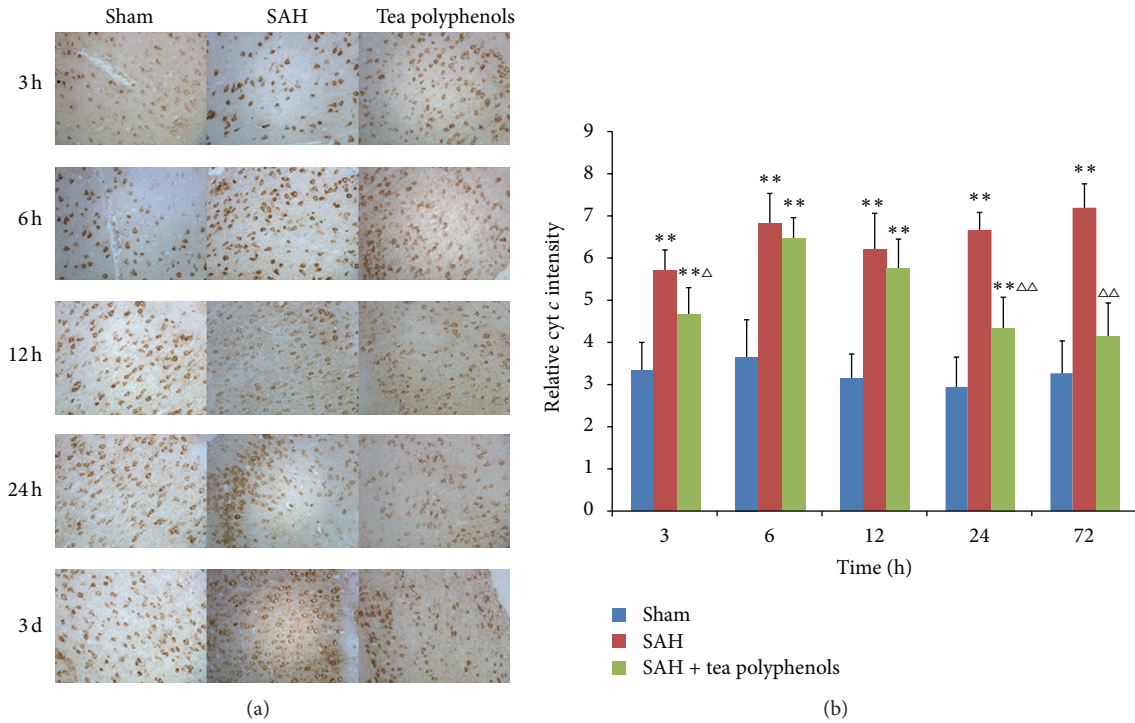 Sham SAH Tea polyphenols
3 h
6 h
12 h
24 h
3 d
(a)
Relative cyt c intensity
9
8
7
6
5
4
3
2
1
0
** **△
** **
** **
** **△△
** △△
3 6 12 24 72
Time (h)
Sham
SAH
SAH + tea polyphenols
(b)